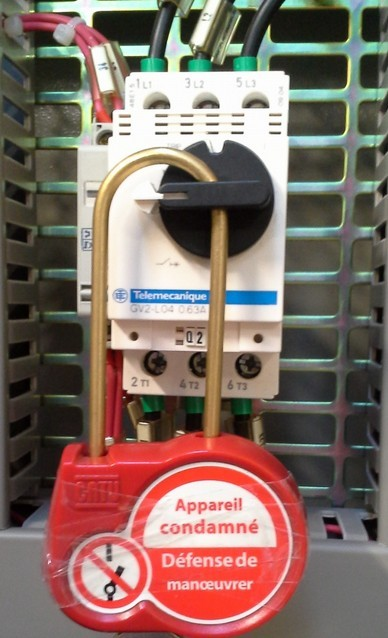 1 L1 3 L2 5 L3
Telemecanique
GV2-L04 0.63A
Q2
2 T1 4 T2 6 T3
CATU
Appareil
condamné
Défense de
manœuvrer